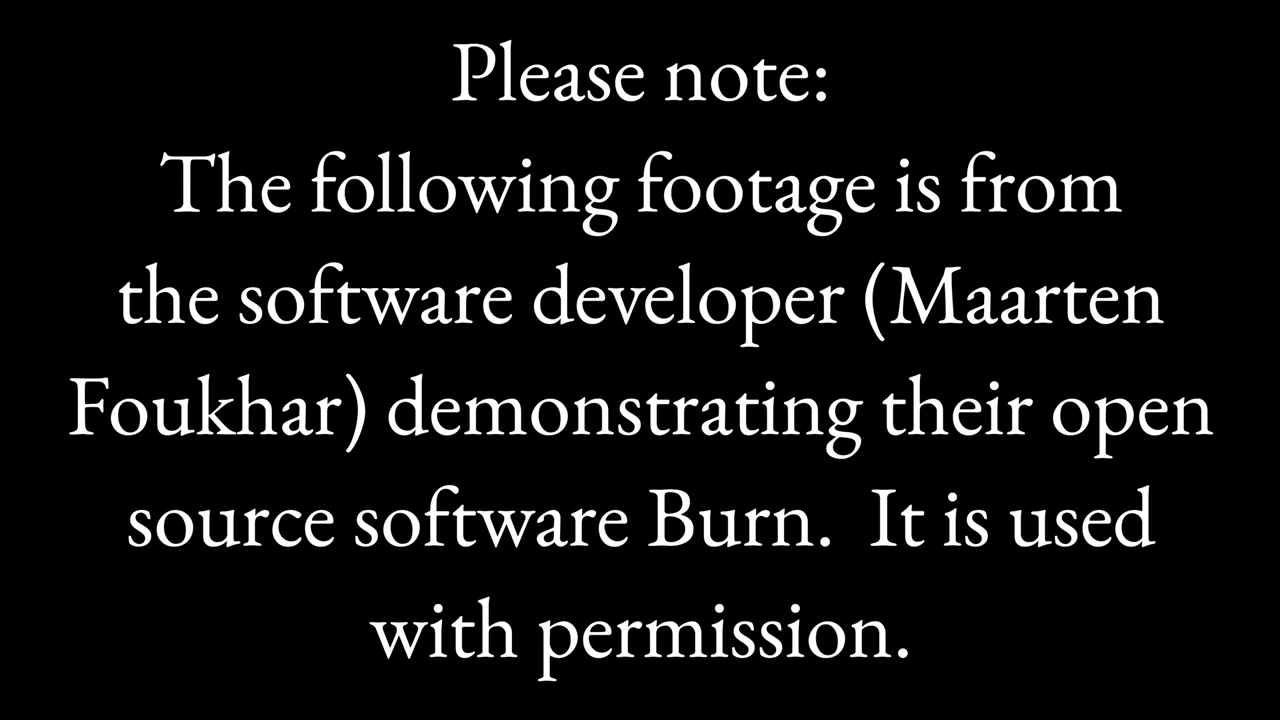 Please note:
The following footage is from
the software developer (Maarten
Foukhar) demonstrating their open
source software Burn.  It is used
with permission.